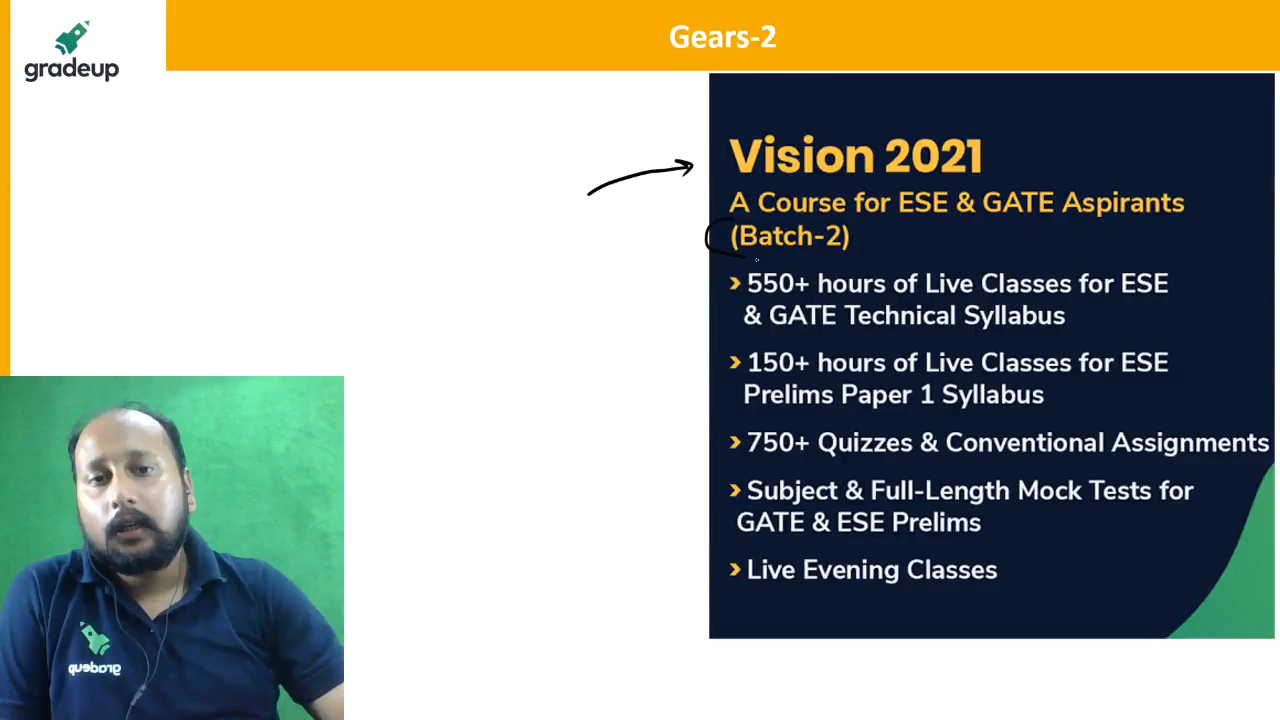 gradeup
Gears-2
Vision 2021
A Course for ESE & GATE Aspirants
(Batch-2)
› 550+ hours of Live Classes for ESE
& GATE Technical Syllabus
› 150+ hours of Live Classes for ESE
Prelims Paper 1 Syllabus
› 750+ Quizzes & Conventional Assignments
› Subject & Full-Length Mock Tests for
GATE & ESE Prelims
› Live Evening Classes
gradeup